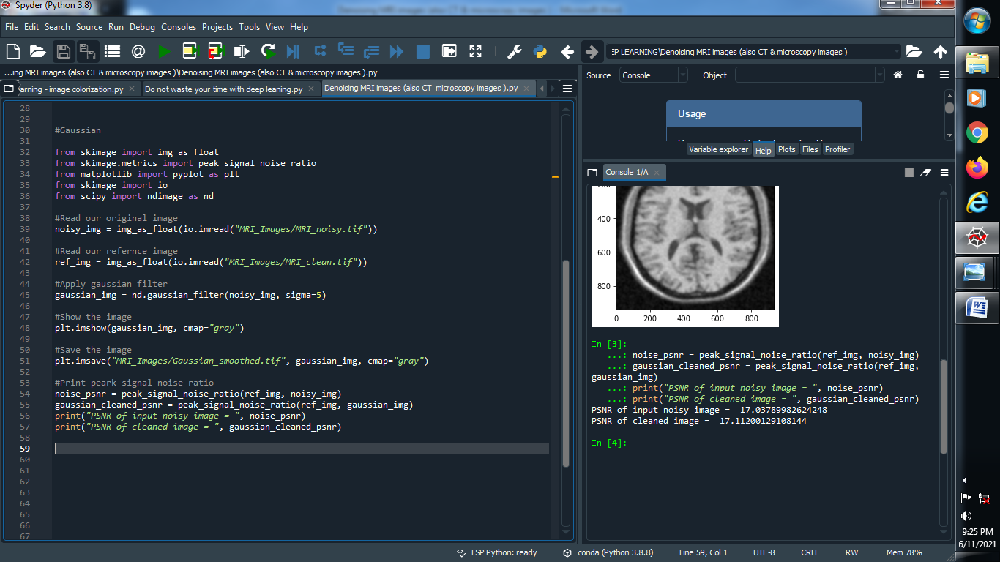 Spyder (Python 3.8)
File Edit Search Source Run Debug Consoles Projects Tools View Help
EP LEARNING\Denoising MRI images (also CT & microscopy images )
...ing MRI images (also CT & microscopy images )\Denoising MRI images (also CT & microscopy images ).py
Source Console Object
arning - image colorization.py Do not waste your time with deep leaning.py Denoising MRI images (also CT microscopy images ).py
Usage
Variable explorer Help Plots Files Profiler
28
29
30 #Gaussian
31
32 from skimage import img_as_float
33 from skimage.metrics import peak_signal_noise_ratio
34 from matplotlib import pyplot as plt
35 from skimage import io
36 from scipy import ndimage as nd
37
38 #Read our original image
39 noisy_img = img_as_float(io.imread("MRI_Images/MRI_noisy.tif"))
40
41 #Read our refernce image
42 ref_img = img_as_float(io.imread("MRI_Images/MRI_clean.tif"))
43
44 #Apply gaussian filter
45 gaussian_img = nd.gaussian_filter(noisy_img, sigma=5)
46
47 #Show the image
48 plt.imshow(gaussian_img, cmap="gray")
49
50 #Save the image
51 plt.imsave("MRI_Images/Gaussian_smoothed.tif", gaussian_img, cmap="gray")
52
53 #Print peark signal noise ratio
54 noise_psnr = peak_signal_noise_ratio(ref_img, noisy_img)
55 gaussian_cleaned_psnr = peak_signal_noise_ratio(ref_img, gaussian_img)
56 print("PSNR of input noisy image = ", noise_psnr)
57 print("PSNR of cleaned image = ", gaussian_cleaned_psnr)
58
59
60
61
62
63
64
65
66
67
Console 1/A
200
400
600
800
0 200 400 600 800
In [3]:
...: noise_psnr = peak_signal_noise_ratio(ref_img, noisy_img)
...: gaussian_cleaned_psnr = peak_signal_noise_ratio(ref_img,
gaussian_img)
...: print("PSNR of input noisy image = ", noise_psnr)
...: print("PSNR of cleaned image = ", gaussian_cleaned_psnr)
PSNR of input noisy image =  17.03789982624248
PSNR of cleaned image =  17.11200129108144
In [4]:
LSP Python: ready conda (Python 3.8.8) Line 59, Col 1 UTF-8 CRLF RW Mem 78%
9:25 PM
6/11/2021